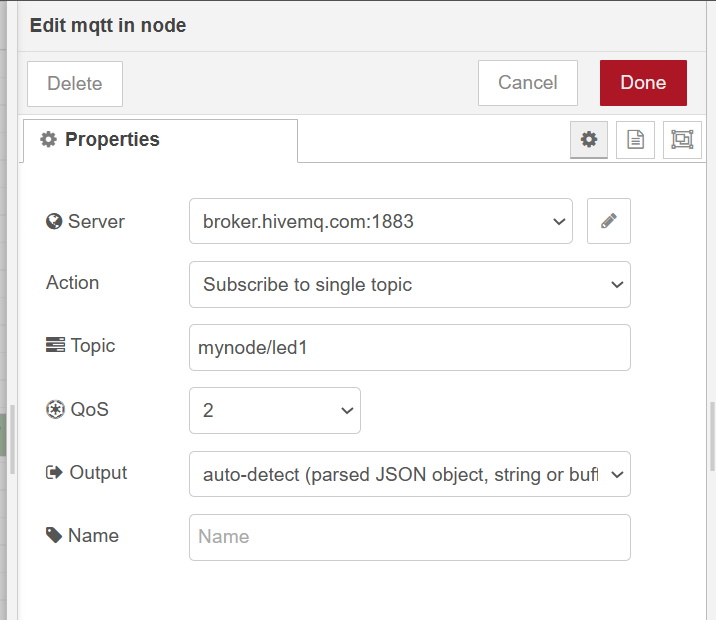 Edit mqtt in node
Delete
Cancel
Done
Properties
Server
broker.hivemq.com:1883
Action
Subscribe to single topic
Topic
mynode/led1
QoS
2
Output
auto-detect (parsed JSON object, string or buff
Name
Name